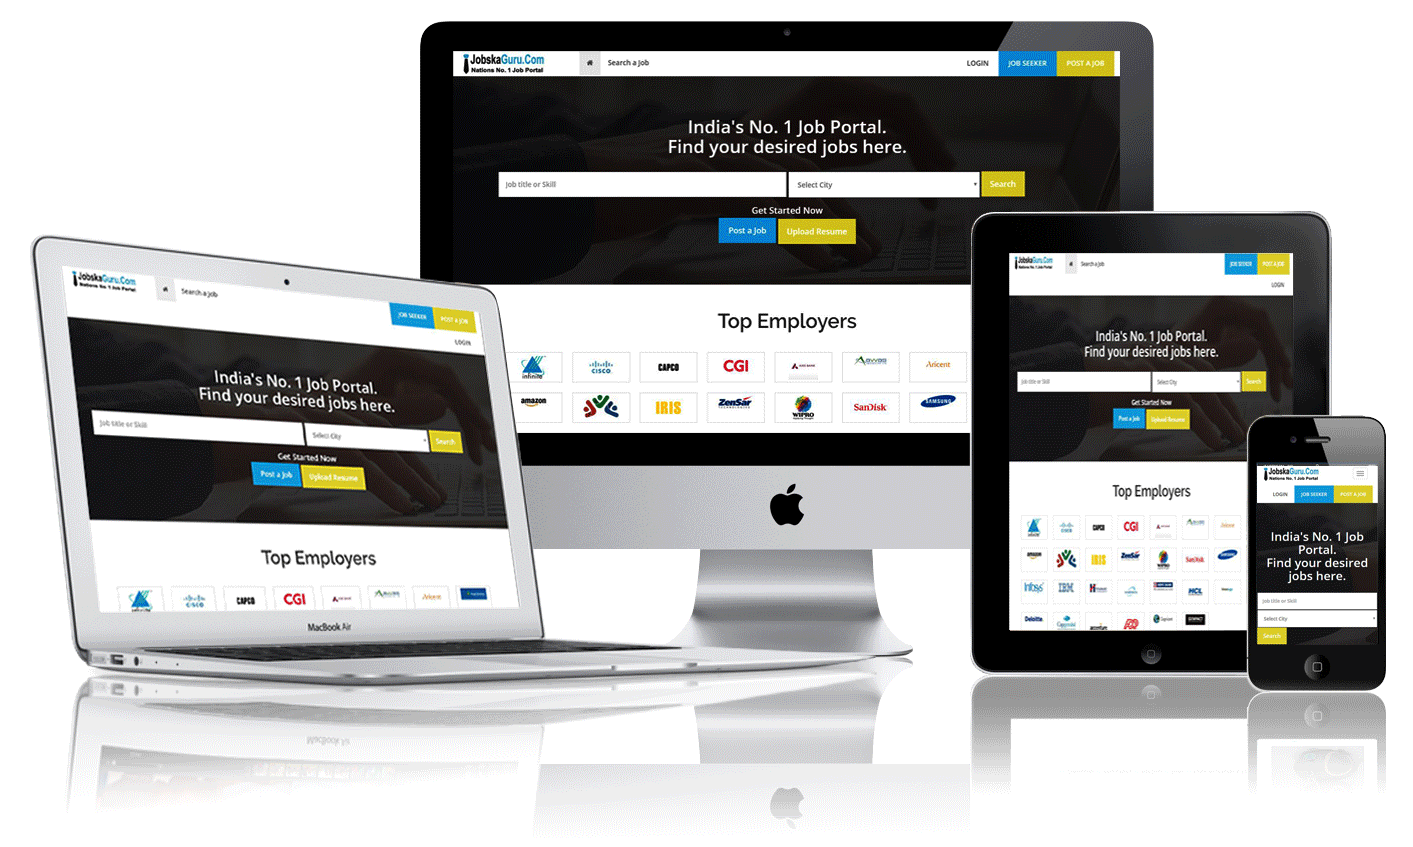 JobskaGuru.Com
Nations No. 1 Job Portal
Search a Job
LOGIN
JOB SEEKER
POST A JOB
India's No. 1 Job Portal.
Find your desired jobs here.
Job title or Skill
Select City
Search
Get Started Now
Post a Job
Upload Resume
Top Employers
infinite
CISCO
CAPCO
CGI
AXIS BANK
Aricent
amazon
IRIS
ZENSAR
TECHNOLOGIES
WIPRO
SanDisk
SAMSUNG
JobskaGuru.Com
Nations No. 1 Job Portal
Search a Job
JOB SEEKER
POST A JOB
LOGIN
India's No. 1 Job Portal.
Find your desired jobs here.
Job title or Skill
Select City
Search
Get Started Now
Post a Job
Upload Resume
Top Employers
CISCO
CAPCO
CGI
Aricent
MacBook Air
JobskaGuru.Com
Nations No. 1 Job Portal
Search a Job
JOB SEEKER
POST A JOB
LOGIN
India's No. 1 Job Portal.
Find your desired jobs here.
Job title or Skill
Select City
Search
Get Started Now
Post a Job
Upload Resume
Top Employers
CISCO
CAPCO
CGI
Aricent
amazon
IRIS
ZENSAR
WIPRO
SanDisk
SAMSUNG
Infosys
IBM
HCL
Deloitte
Capgemini
accenture
ADP
Cognizant
JobskaGuru.Com
Nations No. 1 Job Portal
LOGIN
JOB SEEKER
POST A JOB
India's No. 1 Job
Portal.
Find your desired
jobs here.
Job title or Skill
Select City
Search